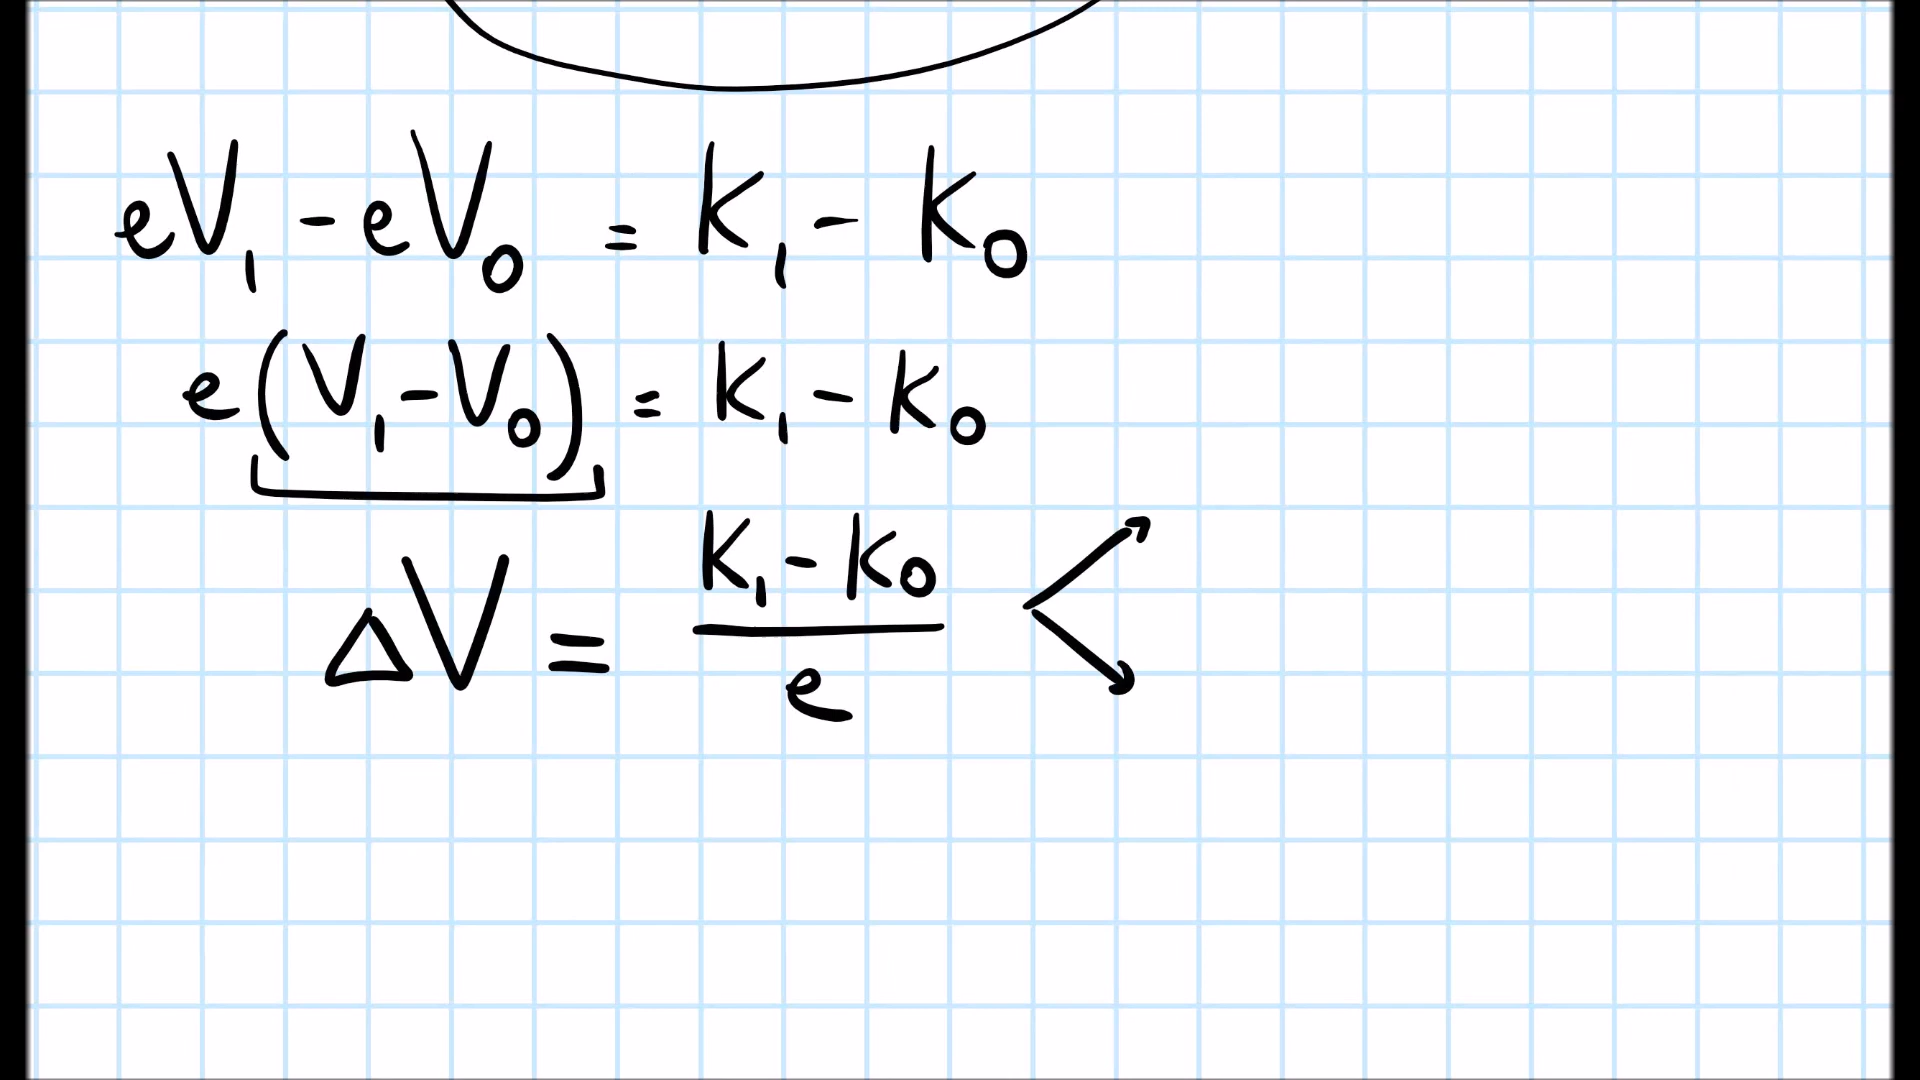 eV₁ - eV₀ = K₁ - K₀
e(V₁ - V₀) = K₁ - K₀
ΔV = (K₁ - K₀)/e